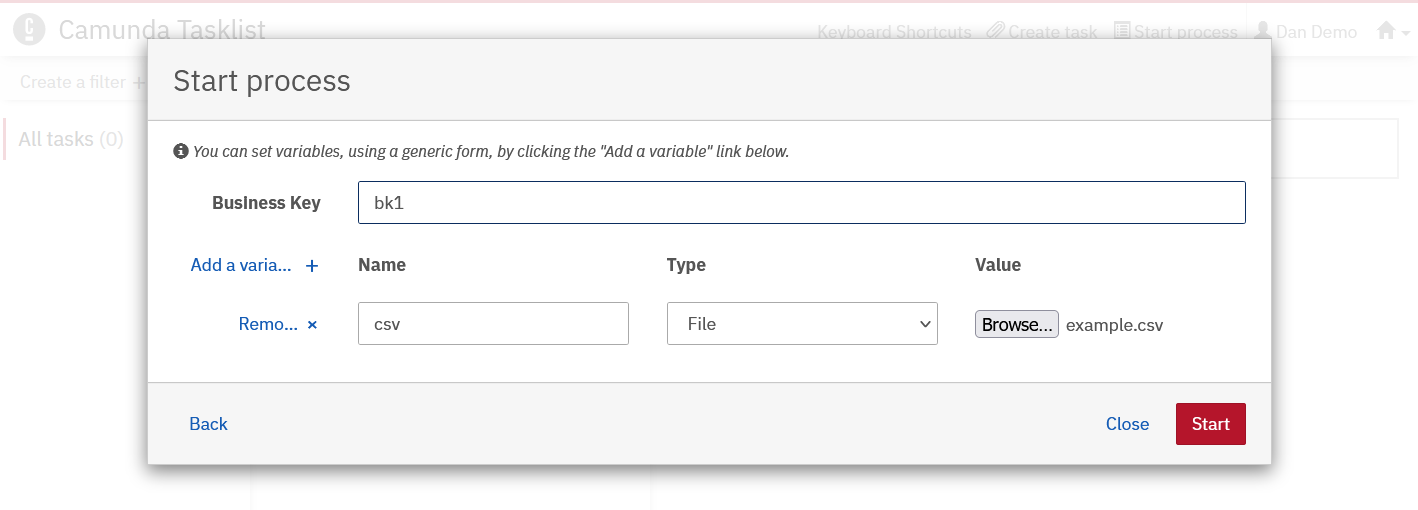 Camunda Tasklist
Keyboard Shortcuts Create task Start process Dan Demo
Create a filter +
All tasks (0)
Start process
You can set variables, using a generic form, by clicking the "Add a variable" link below.
Business Key bk1
Add a varia... + Name Type Value
Remo... × csv File Browse... example.csv
Back Close Start